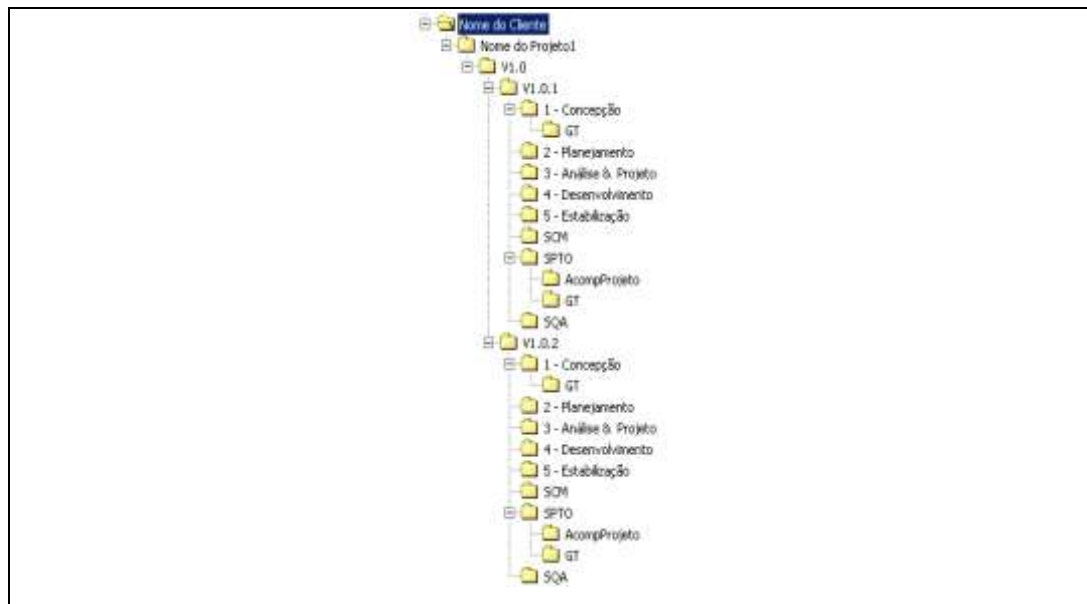 Nome do Cliente
Nome do Projeto1
V1.0
V1.0.1
1 - Concepção
GT
2 - Planejamento
3 - Análise & Projeto
4 - Desenvolvimento
5 - Estabilização
SCM
SPTO
AcompProjeto
GT
SQA
V1.0.2
1 - Concepção
GT
2 - Planejamento
3 - Análise & Projeto
4 - Desenvolvimento
5 - Estabilização
SCM
SPTO
AcompProjeto
GT
SQA